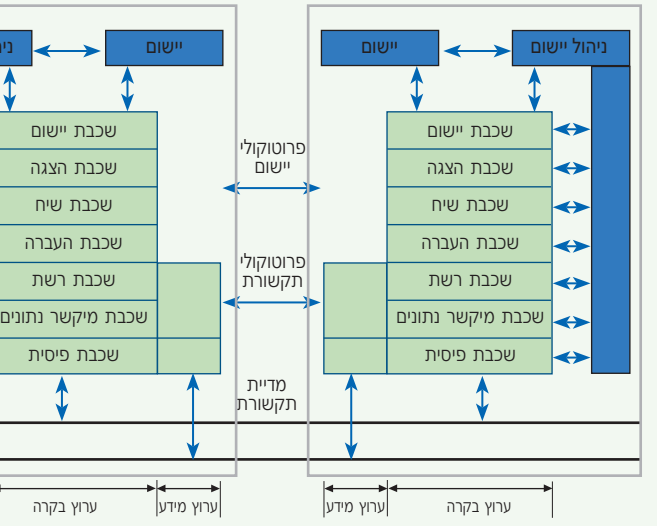 ניהול יישום
יישום
יישום
שכבת יישום
שכבת הצגה
שכבת שיח
שכבת העברה
שכבת רשת
שכבת מיקשר נתונים
שכבת פיסית
פרוטוקולי
יישום
פרוטוקולי
תקשורת
מדיית
תקשורת
שכבת יישום
שכבת הצגה
שכבת שיח
שכבת העברה
שכבת רשת
שכבת מיקשר נתונים
שכבת פיסית
ערוץ בקרה
ערוץ מידע
ערוץ מידע
ערוץ בקרה